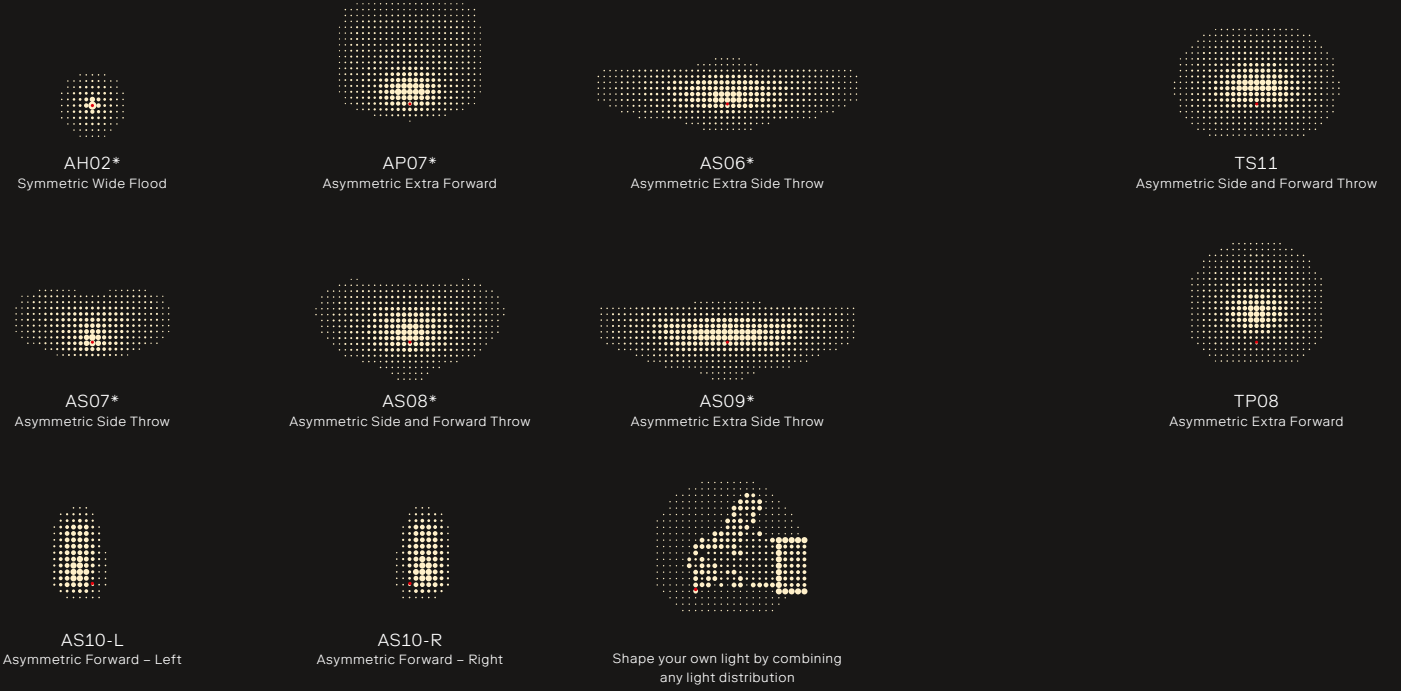 AH02*
Symmetric Wide Flood
AP07*
Asymmetric Extra Forward
AS06*
Asymmetric Extra Side Throw
TS11
Asymmetric Side and Forward Throw
AS07*
Asymmetric Side Throw
AS08*
Asymmetric Side and Forward Throw
AS09*
Asymmetric Extra Side Throw
TP08
Asymmetric Extra Forward
AS10-L
Asymmetric Forward – Left
AS10-R
Asymmetric Forward – Right
Shape your own light by combining
any light distribution